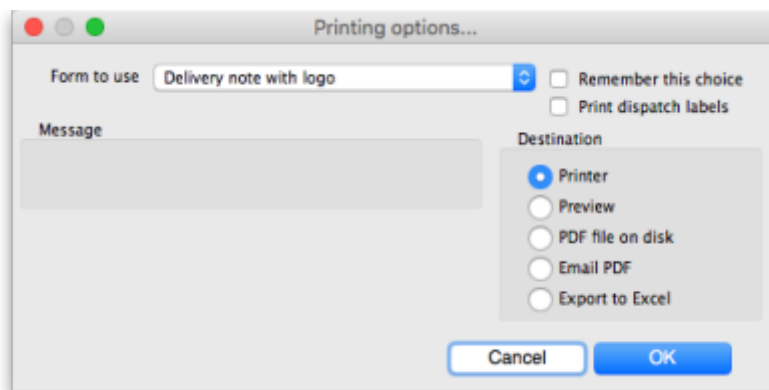 Printing options...
Form to use Delivery note with logo Remember this choice
Print dispatch labels
Message
Destination
Printer
Preview
PDF file on disk
Email PDF
Export to Excel
Cancel OK